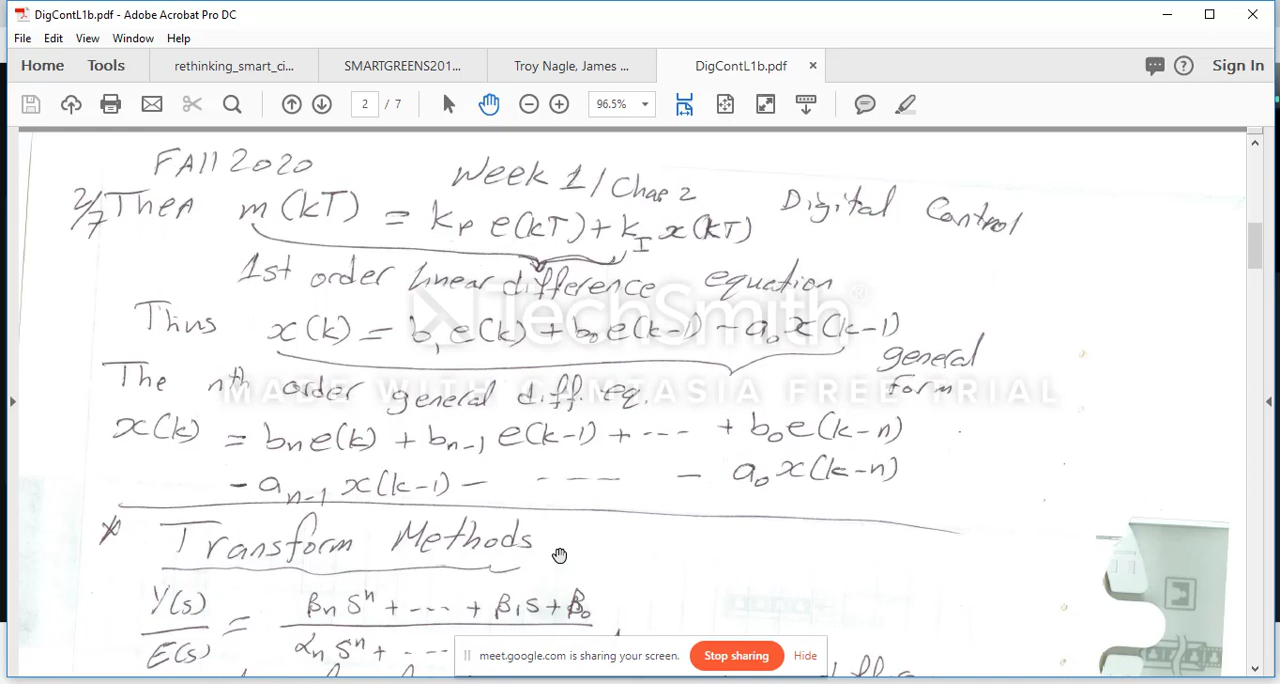 DigContL1b.pdf - Adobe Acrobat Pro DC
File Edit View Window Help
Home Tools rethinking_smart_ci... SMARTGREENS201... Troy Nagle, James ... DigContL1b.pdf × Sign In
2 / 7 96.5%
FAll 2020 Week 1 / Chap 2 Digital Control
2/7 Then m(kT) = kP e(kT) + kI x(kT)
1st order linear difference equation
TechSmith®
Thus x(k) = b1 e(k) + b0 e(k-1) - a0 x(k-1)
general form
MADE WITH CAMTASIA FREE TRIAL
The nth order general diff. eq.
x(k) = bn e(k) + bn-1 e(k-1) + --- + b0 e(k-n)
- an-1 x(k-1) - ---- - a0 x(k-n)
* Transform Methods
Y(s)/E(s) = βn Sⁿ + --- + β1 S + β0
αn Sⁿ + ---
meet.google.com is sharing your screen. Stop sharing Hide